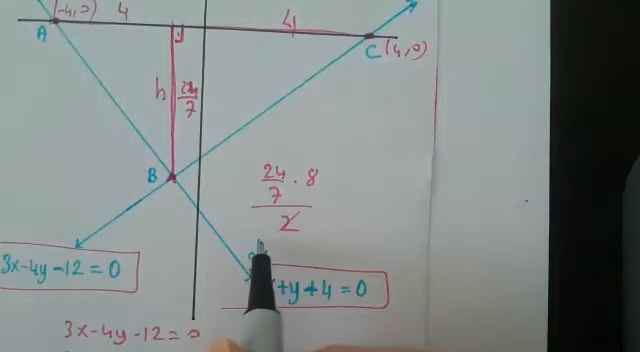 (-4,0) 4 4
A C (4,0)
h 24/7
B
24/7 . 8
2
3x-4y-12=0
+y+4=0
3x-4y-12=0